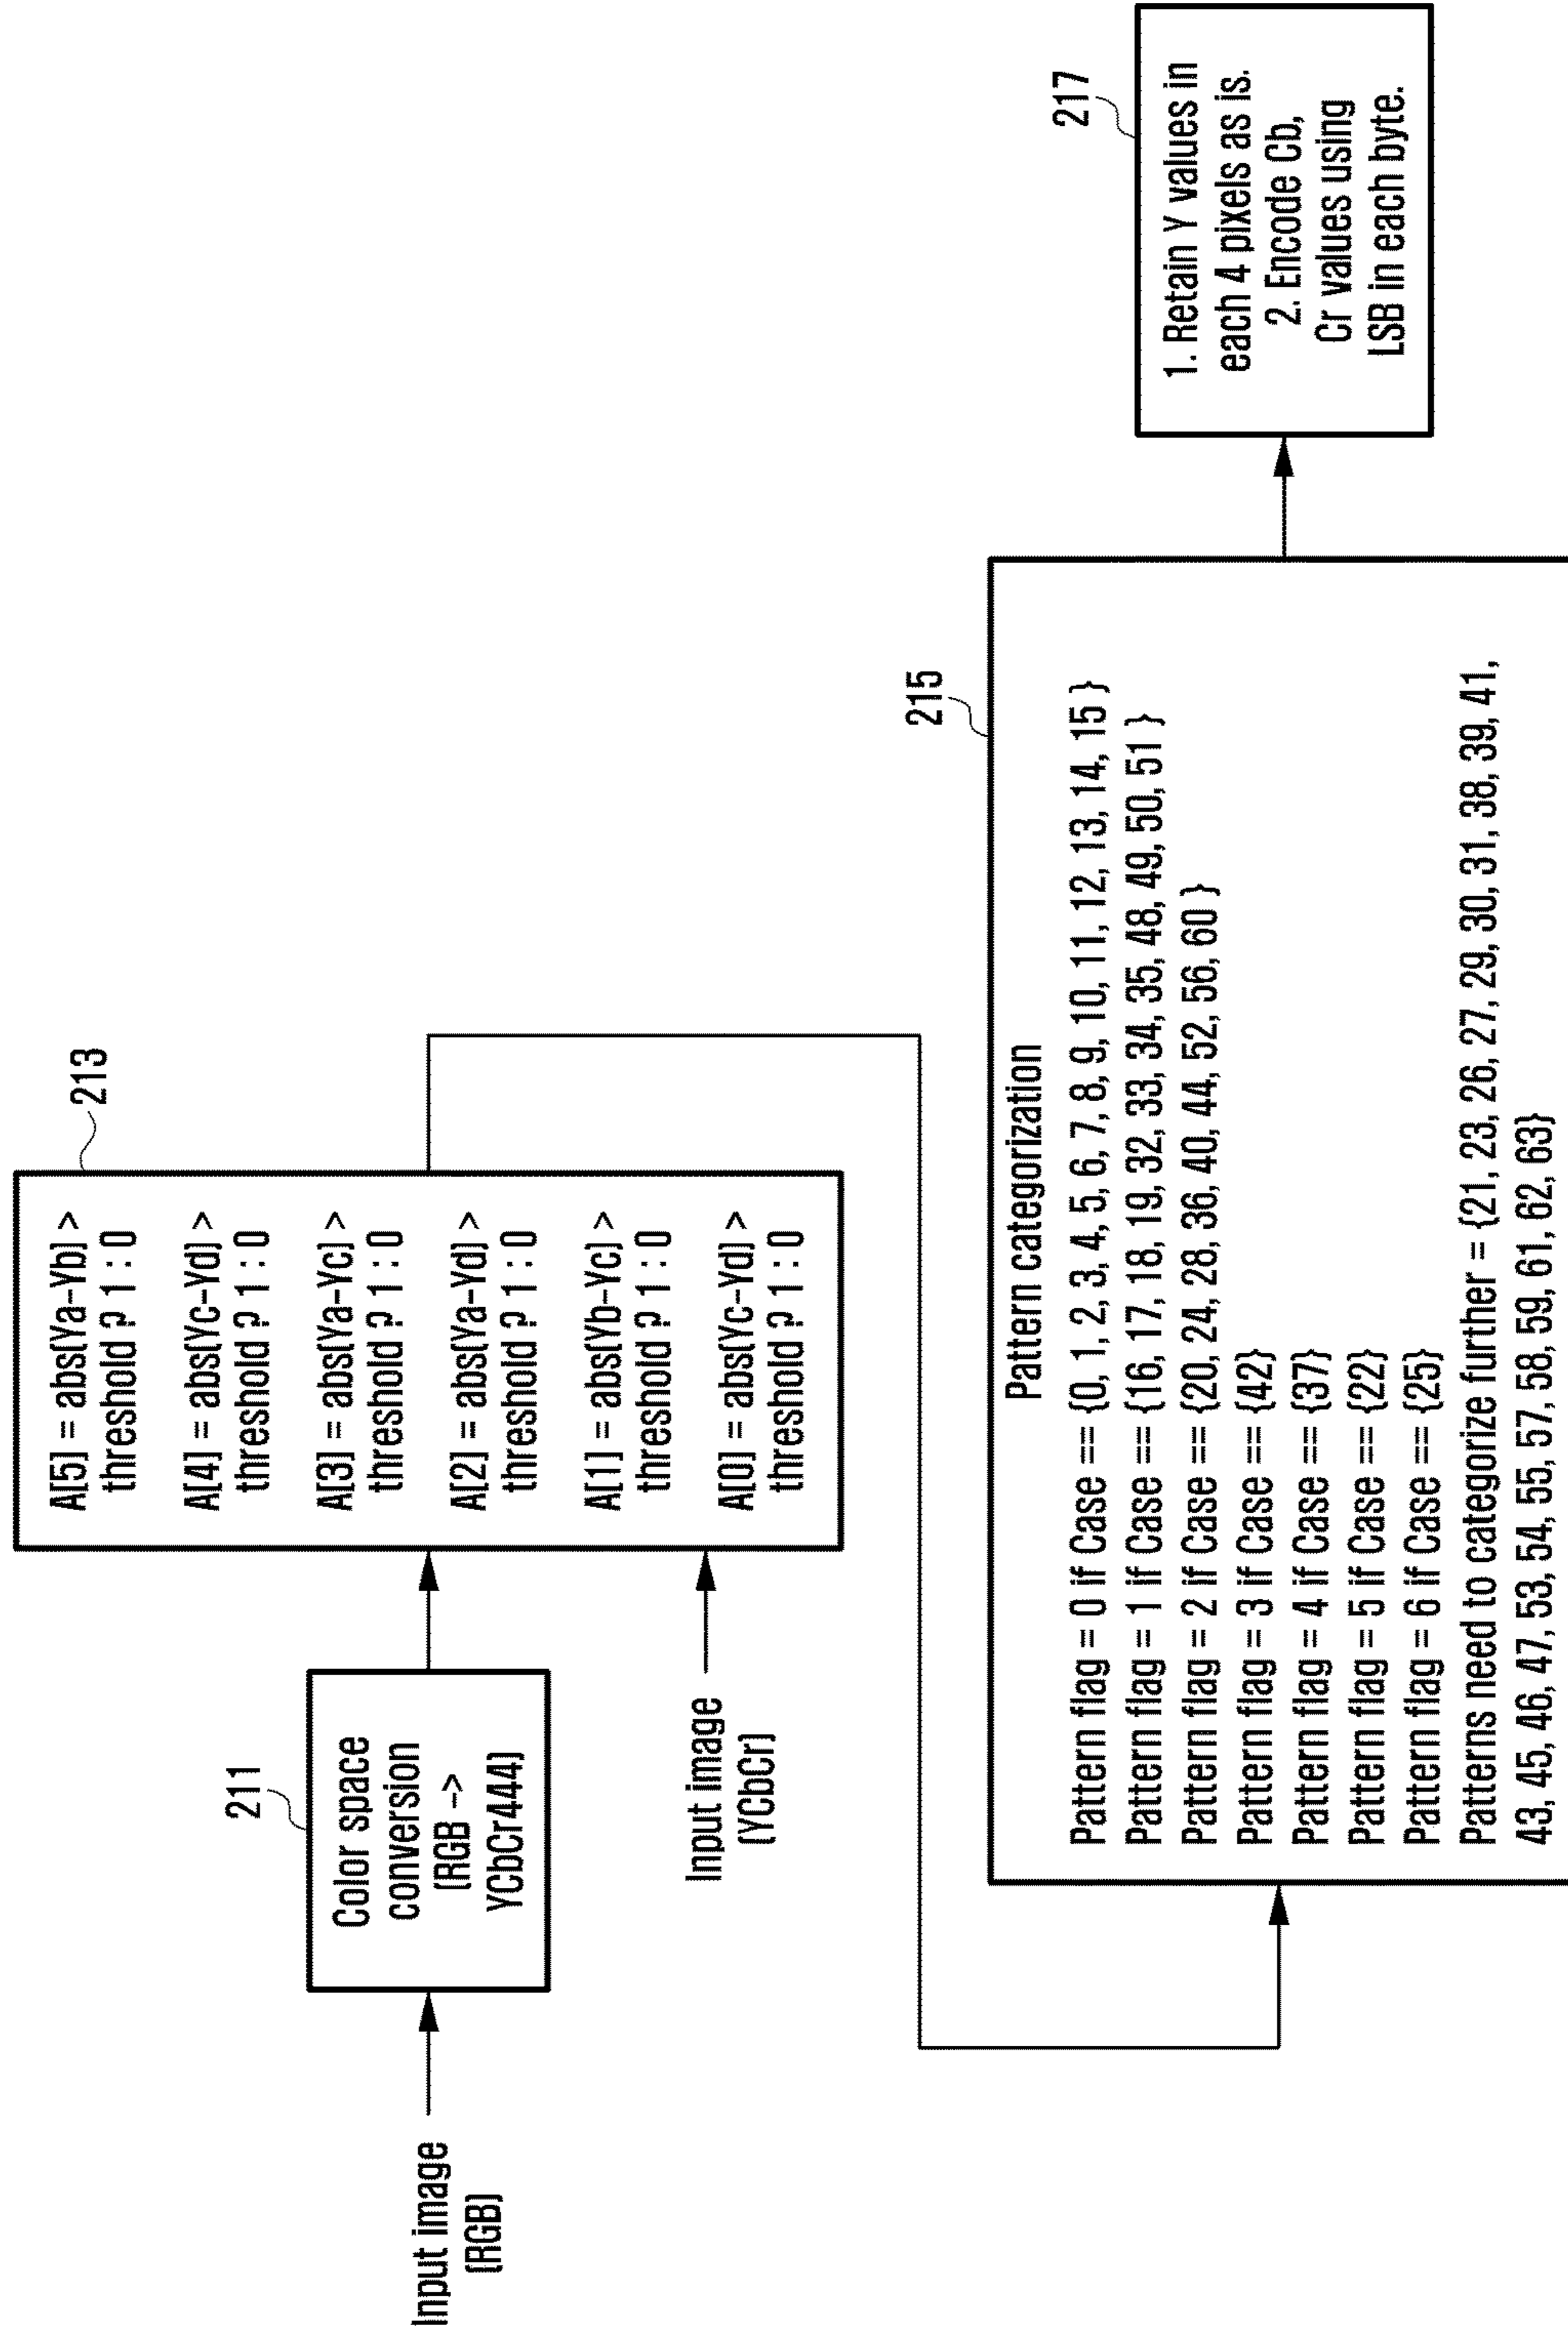 Input image
(RGB)
211
Color space
conversion
(RGB ->
YCbCr444)
Input image
(YCbCr)
213
A[5] = abs(Ya-Yb) >
threshold ? 1 : 0
A[4] = abs(Yc-Yd) >
threshold ? 1 : 0
A[3] = abs(Ya-Yc) >
threshold ? 1 : 0
A[2] = abs(Ya-Yd) >
threshold ? 1 : 0
A[1] = abs(Yb-Yc) >
threshold ? 1 : 0
A[0] = abs(Yc-Yd) >
threshold ? 1 : 0
215
Pattern categorization
Pattern flag = 0 if Case == {0, 1, 2, 3, 4, 5, 6, 7, 8, 9, 10, 11, 12, 13, 14, 15 }
Pattern flag = 1 if Case == {16, 17, 18, 19, 32, 33, 34, 35, 48, 49, 50, 51 }
Pattern flag = 2 if Case == {20, 24, 28, 36, 40, 44, 52, 56, 60 }
Pattern flag = 3 if Case == {42}
Pattern flag = 4 if Case == {37}
Pattern flag = 5 if Case == {22}
Pattern flag = 6 if Case == {25}
Patterns need to categorize further = {21, 23, 26, 27, 29, 30, 31, 38, 39, 41,
43, 45, 46, 47, 53, 54, 55, 57, 58, 59, 61, 62, 63}
217
1. Retain Y values in
each 4 pixels as is.
2. Encode Cb,
Cr values using
LSB in each byte.